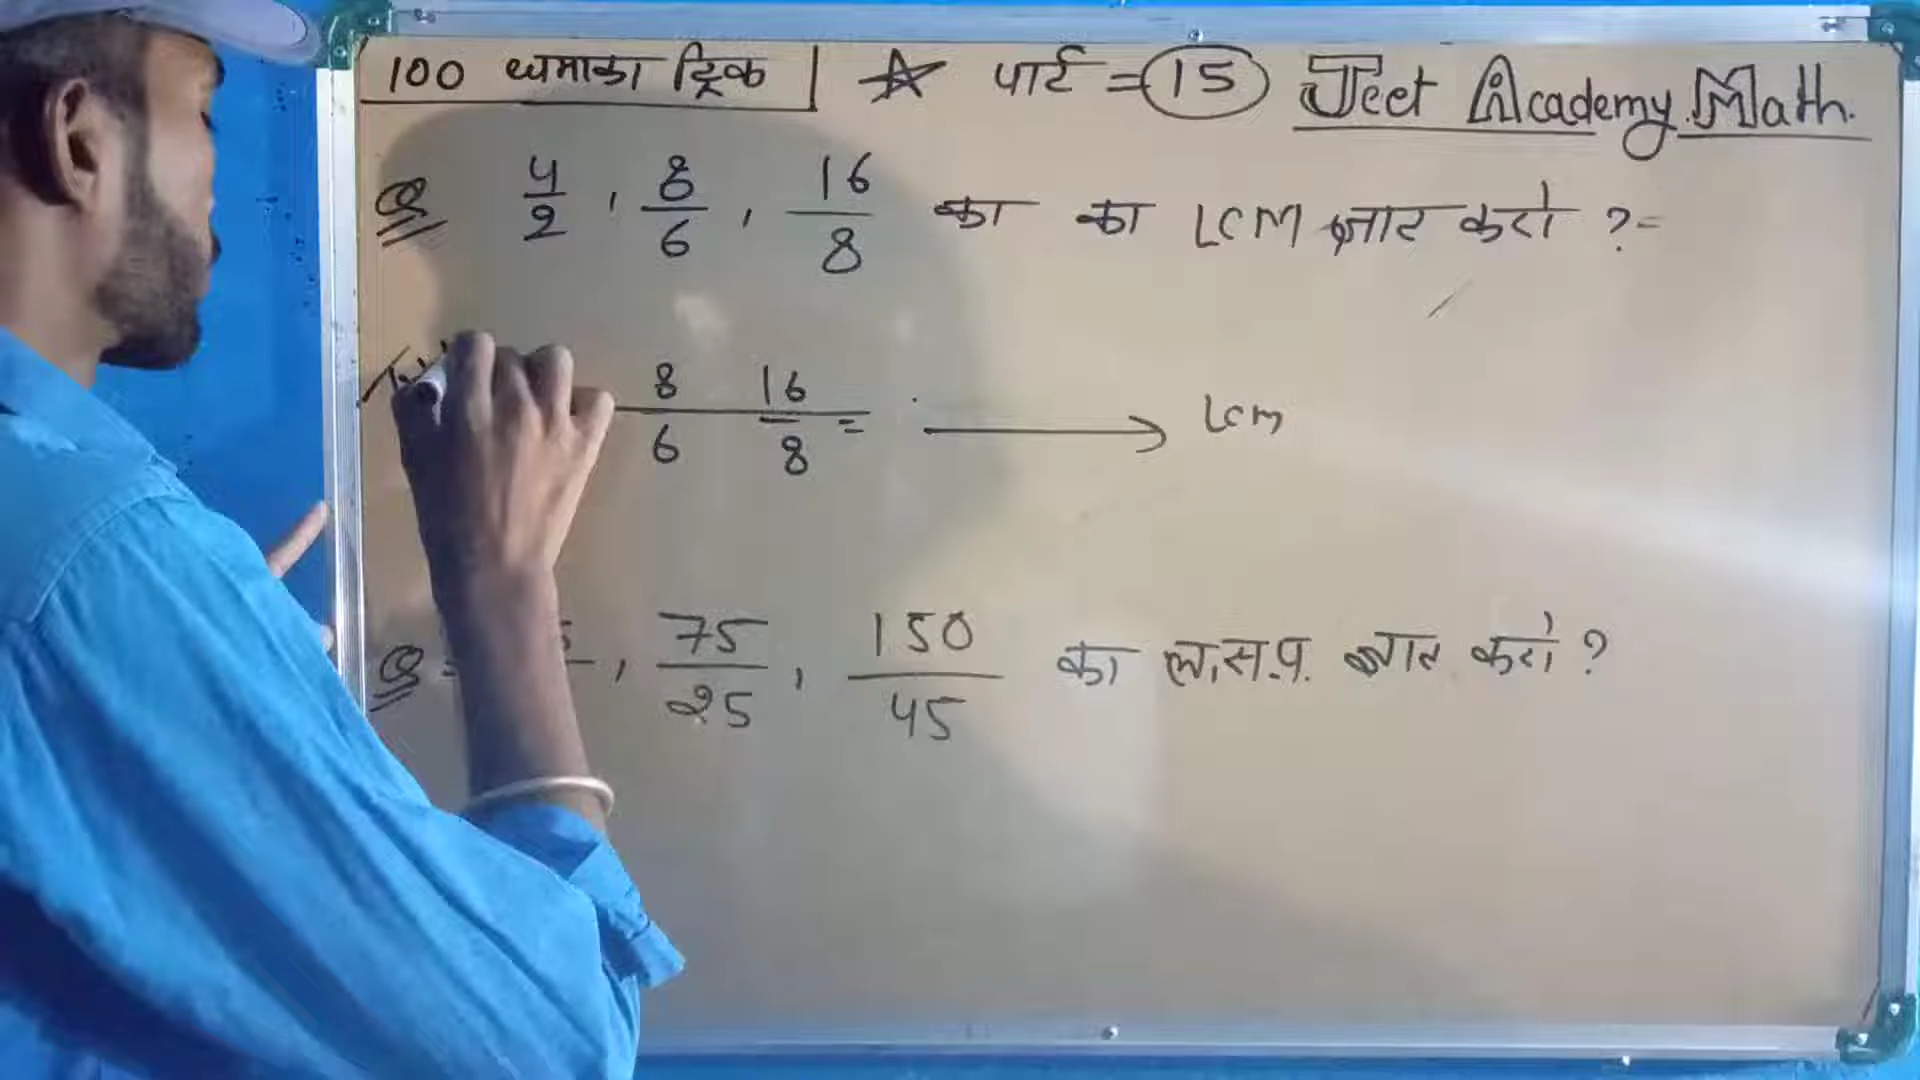 100 धमाका ट्रिक ☆ पार्ट = 15 Jeet Academy Math.
Q 4/2 , 8/6 , 16/8 का का LCM ज्ञात करो ?
8/6 16/8 = → LCM
Q = , 75/25 , 150/45 का ल.स.प. ज्ञात करो ?